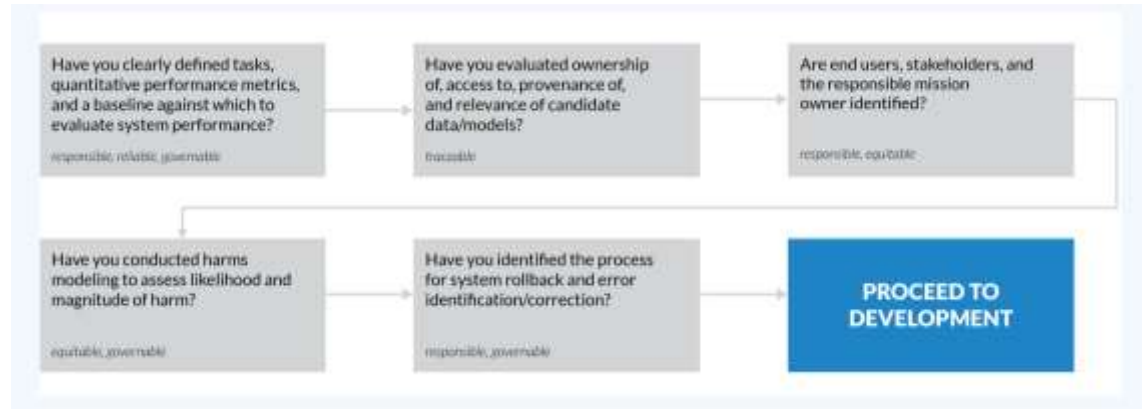 Have you clearly defined tasks,
quantitative performance metrics,
and a baseline against which to
evaluate system performance?
responsible, reliable, governable
Have you evaluated ownership
of, access to, provenance of,
and relevance of candidate
data/models?
traceable
Are end users, stakeholders, and
the responsible mission
owner identified?
responsible, equitable
Have you conducted harms
modeling to assess likelihood and
magnitude of harm?
equitable, governable
Have you identified the process
for system rollback and error
identification/correction?
responsible, governable
PROCEED TO
DEVELOPMENT